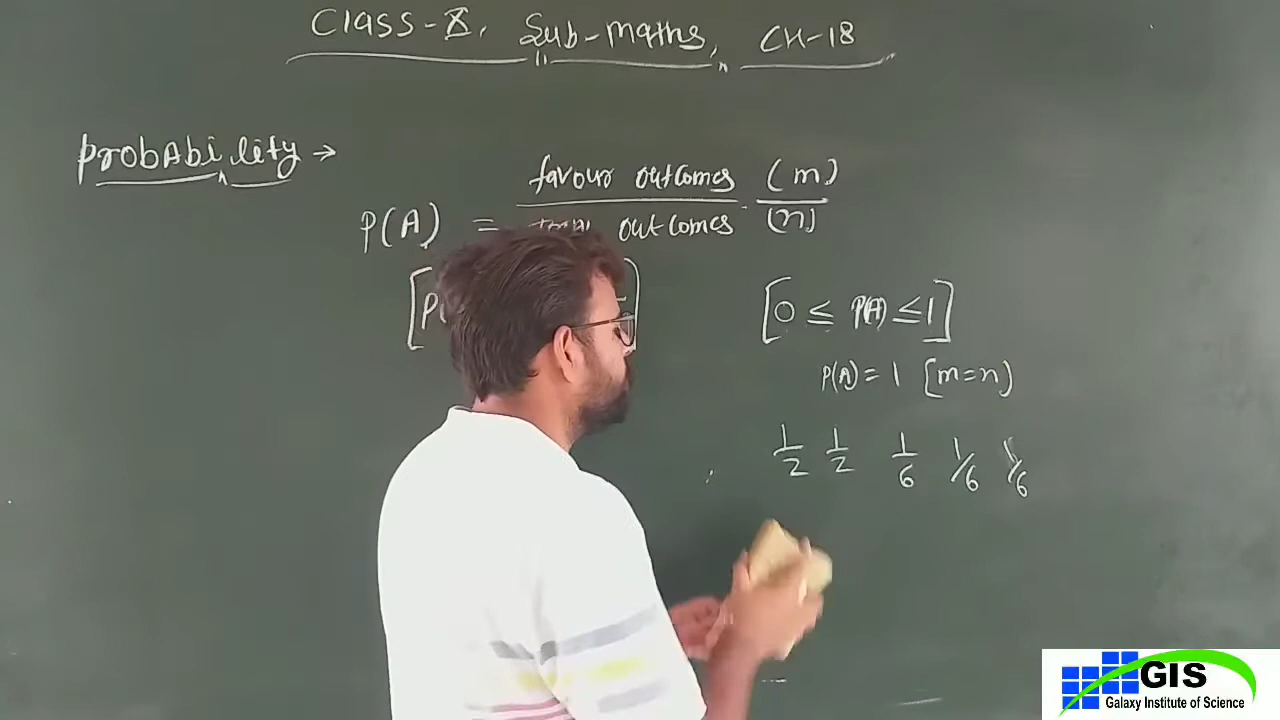 Class-X, Sub-maths, CH-18
probAbility →
P(A) = favour outcomes (m)
outcomes (n)
[P(
[0 ≤ P(A) ≤ 1]
P(A) = 1 [m=n)
1/2 1/2 1/6 1/6 1/6
GIS
Galaxy Institute of Science